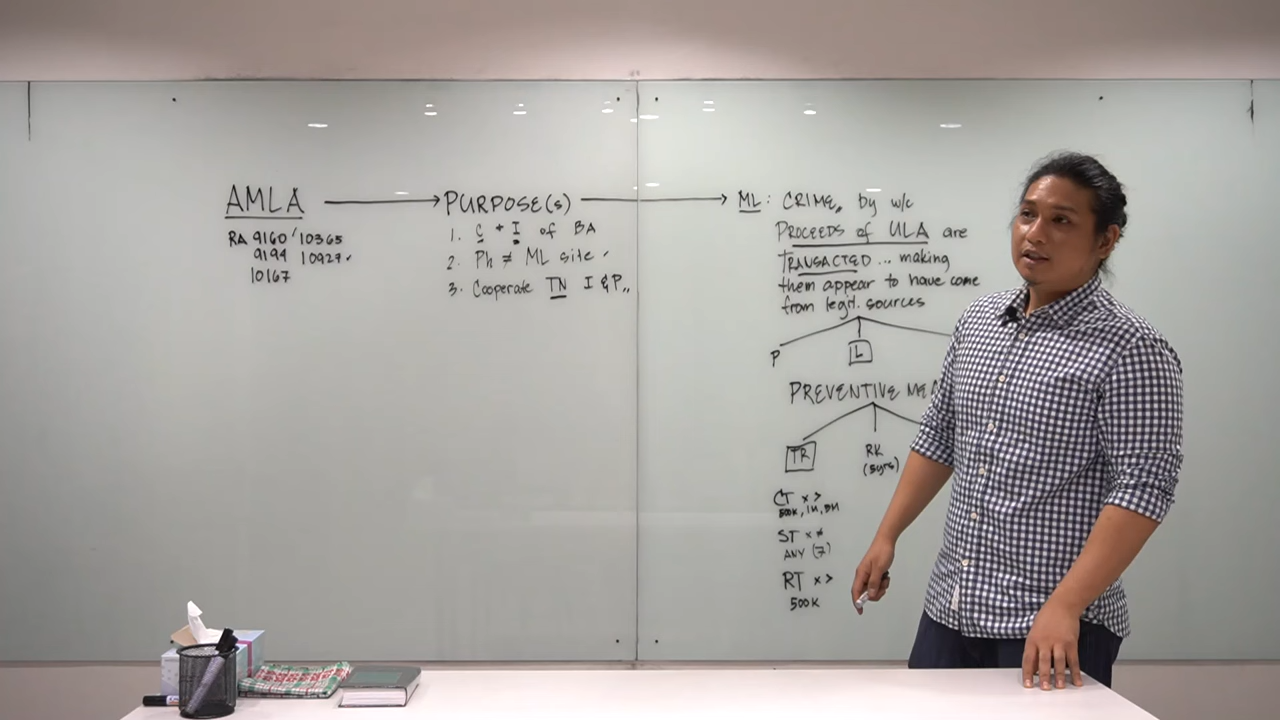 AMLA
RA 9160 / 10365
9194 10927
10167
PURPOSE(S)
1. C + I of BA
2. Ph ≠ ML site
3. Cooperate TN I & P
ML: CRIME, by w/c
PROCEEDS of ULA are
TRANSACTED ... making
them appear to have come
from legit. sources
P L
PREVENTIVE MEA
TR RK
(5yrs)
CT x >
500K, 1M, 5M
ST x ≠
ANY (7)
RT x >
500K